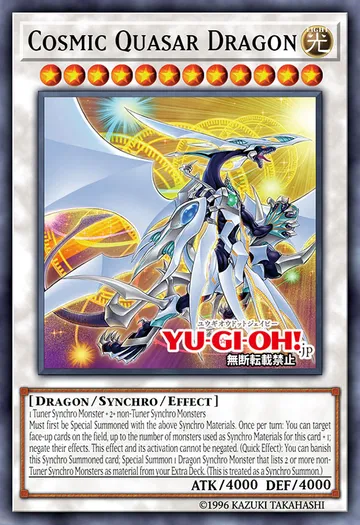 COSMIC QUASAR DRAGON
LIGHT
光
ユウギオウドットジェイピー
YU-GI-OH!.jp
無断転載禁止
[DRAGON/SYNCHRO/EFFECT]
1 Tuner Synchro Monster + 2+ non-Tuner Synchro Monsters
Must first be Special Summoned with the above Synchro Materials. Once per turn: You can target
face-up cards on the field, up to the number of monsters used as Synchro Materials for this card + 1;
negate their effects. This effect and its activation cannot be negated. (Quick Effect): You can banish
this Synchro Summoned card; Special Summon 1 Dragon Synchro Monster that lists 2 or more non-
Tuner Synchro Monsters as material from your Extra Deck. (This is treated as a Synchro Summon.)
ATK/4000 DEF/4000
©1996 KAZUKI TAKAHASHI